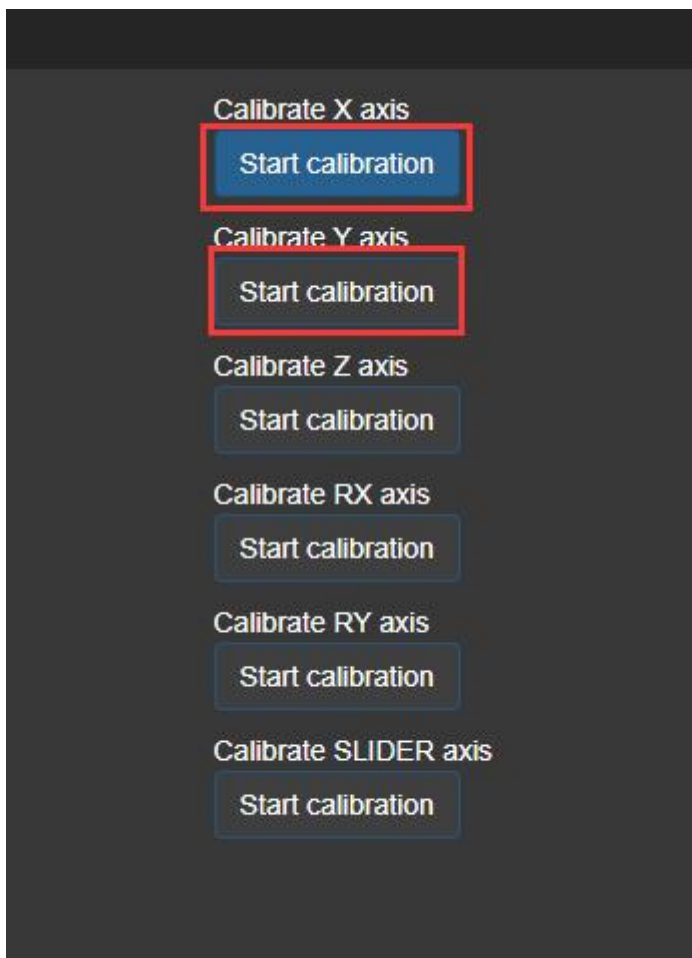 Calibrate X axis
Start calibration
Calibrate Y axis
Start calibration
Calibrate Z axis
Start calibration
Calibrate RX axis
Start calibration
Calibrate RY axis
Start calibration
Calibrate SLIDER axis
Start calibration